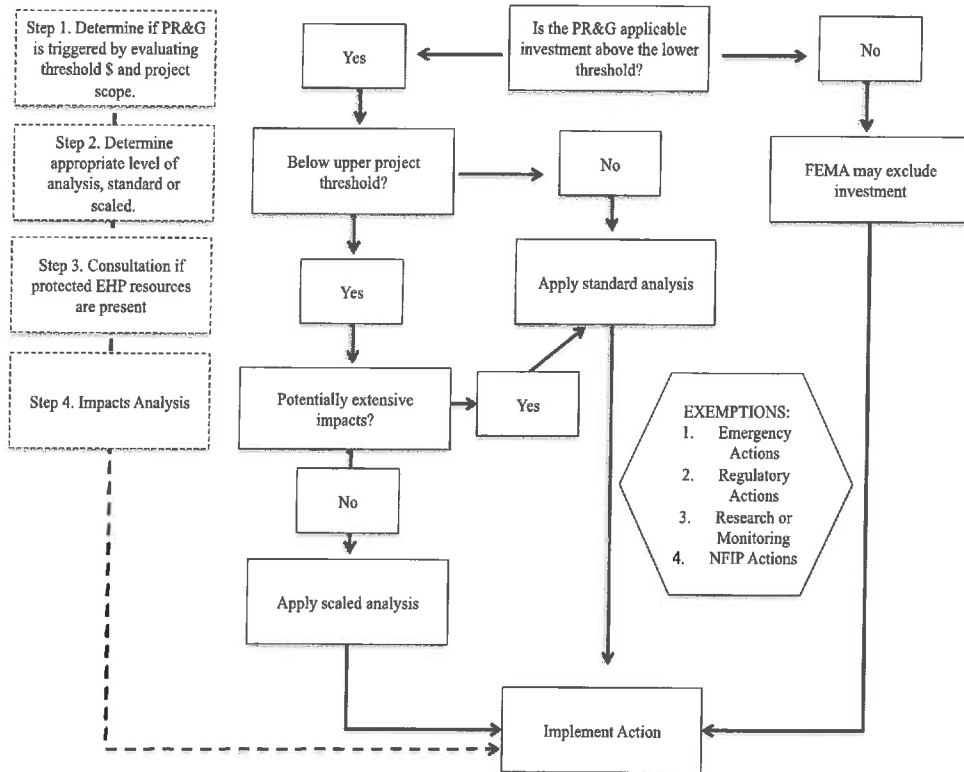 Step 1. Determine if PR&G
is triggered by evaluating
threshold $ and project
scope.
Step 2. Determine
appropriate level of
analysis, standard or
scaled.
Step 3. Consultation if
protected EHP resources
are present
Step 4. Impacts Analysis
Is the PR&G applicable
investment above the lower
threshold?
Yes
No
Below upper project
threshold?
No
FEMA may exclude
investment
Yes
Apply standard analysis
Potentially extensive
impacts?
Yes
No
Apply scaled analysis
EXEMPTIONS:
1. Emergency
Actions
2. Regulatory
Actions
3. Research or
Monitoring
4. NFIP Actions
Implement Action